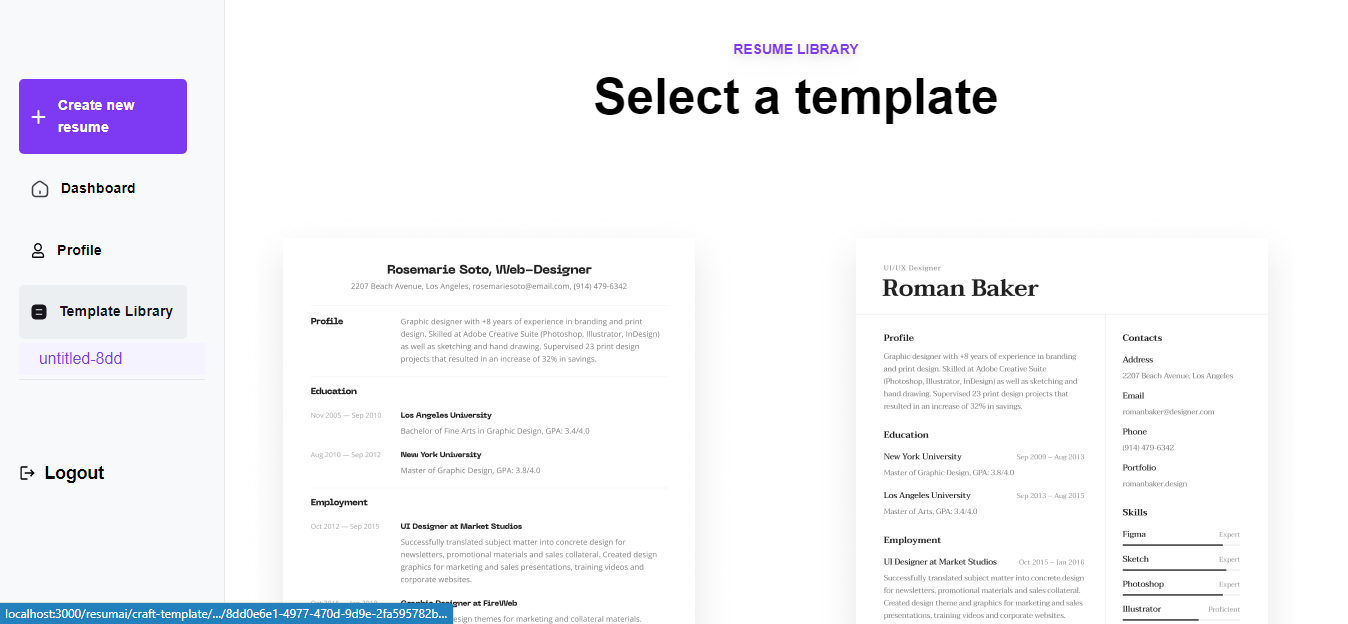 Create new
resume
Dashboard
Profile
Template Library
untitled-8dd
Logout
RESUME LIBRARY
Select a template
Rosemarie Soto, Web-Designer
2207 Beach Avenue, Los Angeles, rosemariesoto@email.com, (914) 479-6342
Profile
Graphic designer with +8 years of experience in branding and print
design. Skilled at Adobe Creative Suite (Photoshop, Illustrator, InDesign)
as well as sketching and hand drawing. Supervised 23 print design
projects that resulted in an increase of 32% in savings.
Education
Nov 2005 — Sep 2010
Los Angeles University
Bachelor of Fine Arts in Graphic Design, GPA: 3.4/4.0
Aug 2010 — Sep 2012
New York University
Master of Graphic Design, GPA: 3.8/4.0
Employment
Oct 2012 — Sep 2015
UI Designer at Market Studios
Successfully translated subject matter into concrete design for
newsletters, promotional materials and sales collateral. Created design
graphics for marketing and sales presentations, training videos and
corporate websites.
Graphic Designer at FireWeb
design themes for marketing and collateral materials.
UI/UX Designer
Roman Baker
Profile
Graphic designer with +8 years of experience in branding
and print design. Skilled at Adobe Creative Suite
(Photoshop, Illustrator, InDesign) as well as sketching and
hand drawing. Supervised 23 print design projects that
resulted in an increase of 32% in savings.
Education
New York University Sep 2009 – Aug 2013
Master of Graphic Design, GPA: 3.8/4.0
Los Angeles University Sep 2013 – Aug 2015
Master of Arts, GPA: 3.4/4.0
Employment
UI Designer at Market Studios Oct 2015 – Jan 2016
Successfully translated subject matter into concrete design
for newsletters, promotional materials and sales collateral.
Created design theme and graphics for marketing and sales
presentations, training videos and corporate websites.
Contacts
Address
2207 Beach Avenue, Los Angeles
Email
romanbaker@designer.com
Phone
(914) 479-6342
Portfolio
romanbaker.design
Skills
Figma Expert
Sketch Expert
Photoshop Expert
Illustrator Proficient
localhost:3000/resumai/craft-template/.../8dd0e6e1-4977-470d-9d9e-2fa595782b...